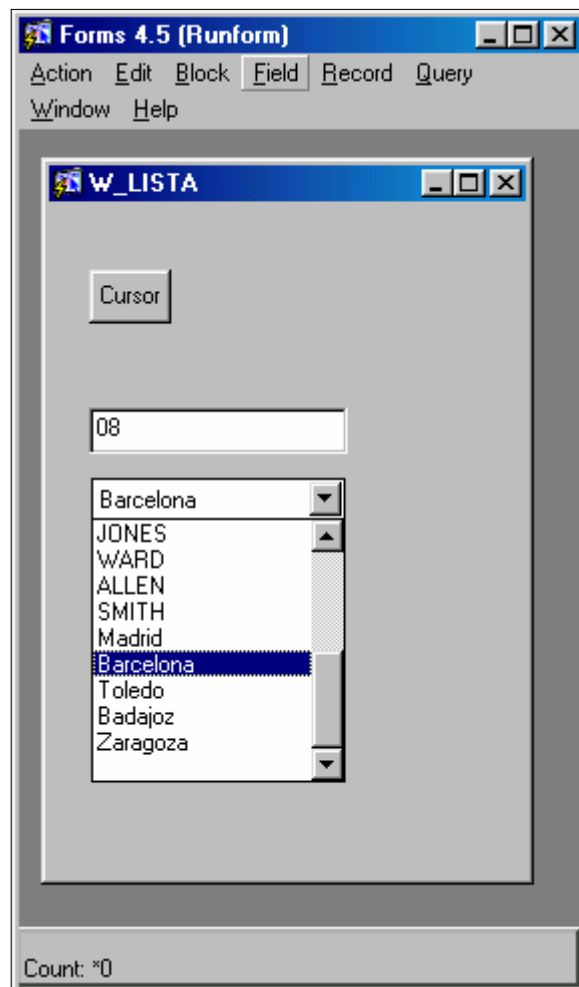 Forms 4.5 (Runform)
Action Edit Block Field Record Query
Window Help
W_LISTA
Cursor
08
Barcelona
JONES
WARD
ALLEN
SMITH
Madrid
Barcelona
Toledo
Badajoz
Zaragoza
Count: *0